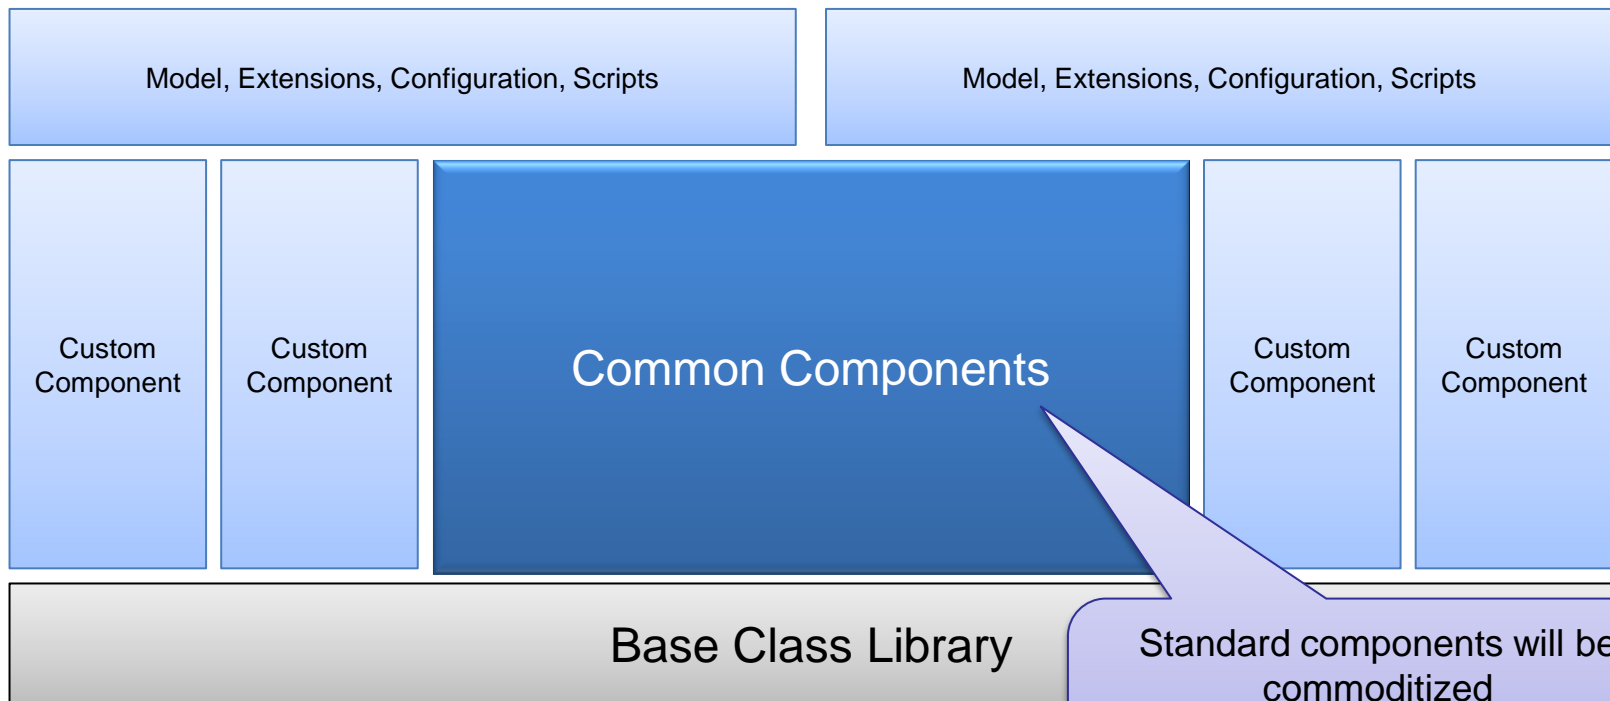 Model, Extensions, Configuration, Scripts
Model, Extensions, Configuration, Scripts
Custom
Component
Custom
Component
Common Components
Custom
Component
Custom
Component
Base Class Library
Standard components will be
commoditized